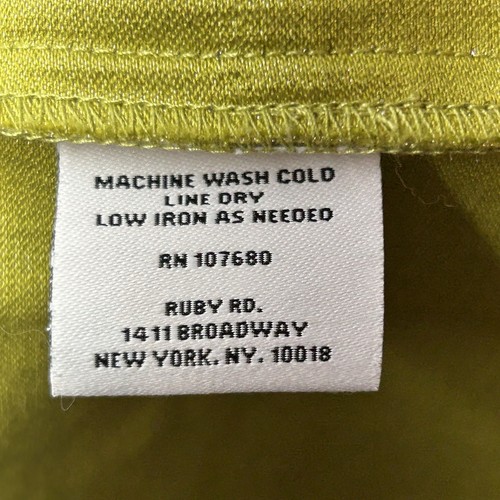 MACHINE WASH COLD
LINE DRY
LOW IRON AS NEEDED
RN 107680
RUBY RD.
1411 BROADWAY
NEW YORK. NY. 10018